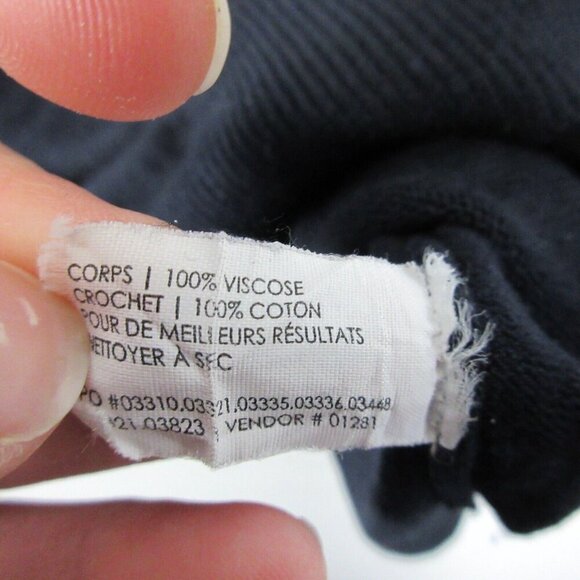 CORPS | 100% VISCOSE
CROCHET | 100% COTON
POUR DE MEILLEURS RÉSULTATS
NETTOYER À SEC
PO #03310.03321.03335.03336.03448
VENDOR # 01281